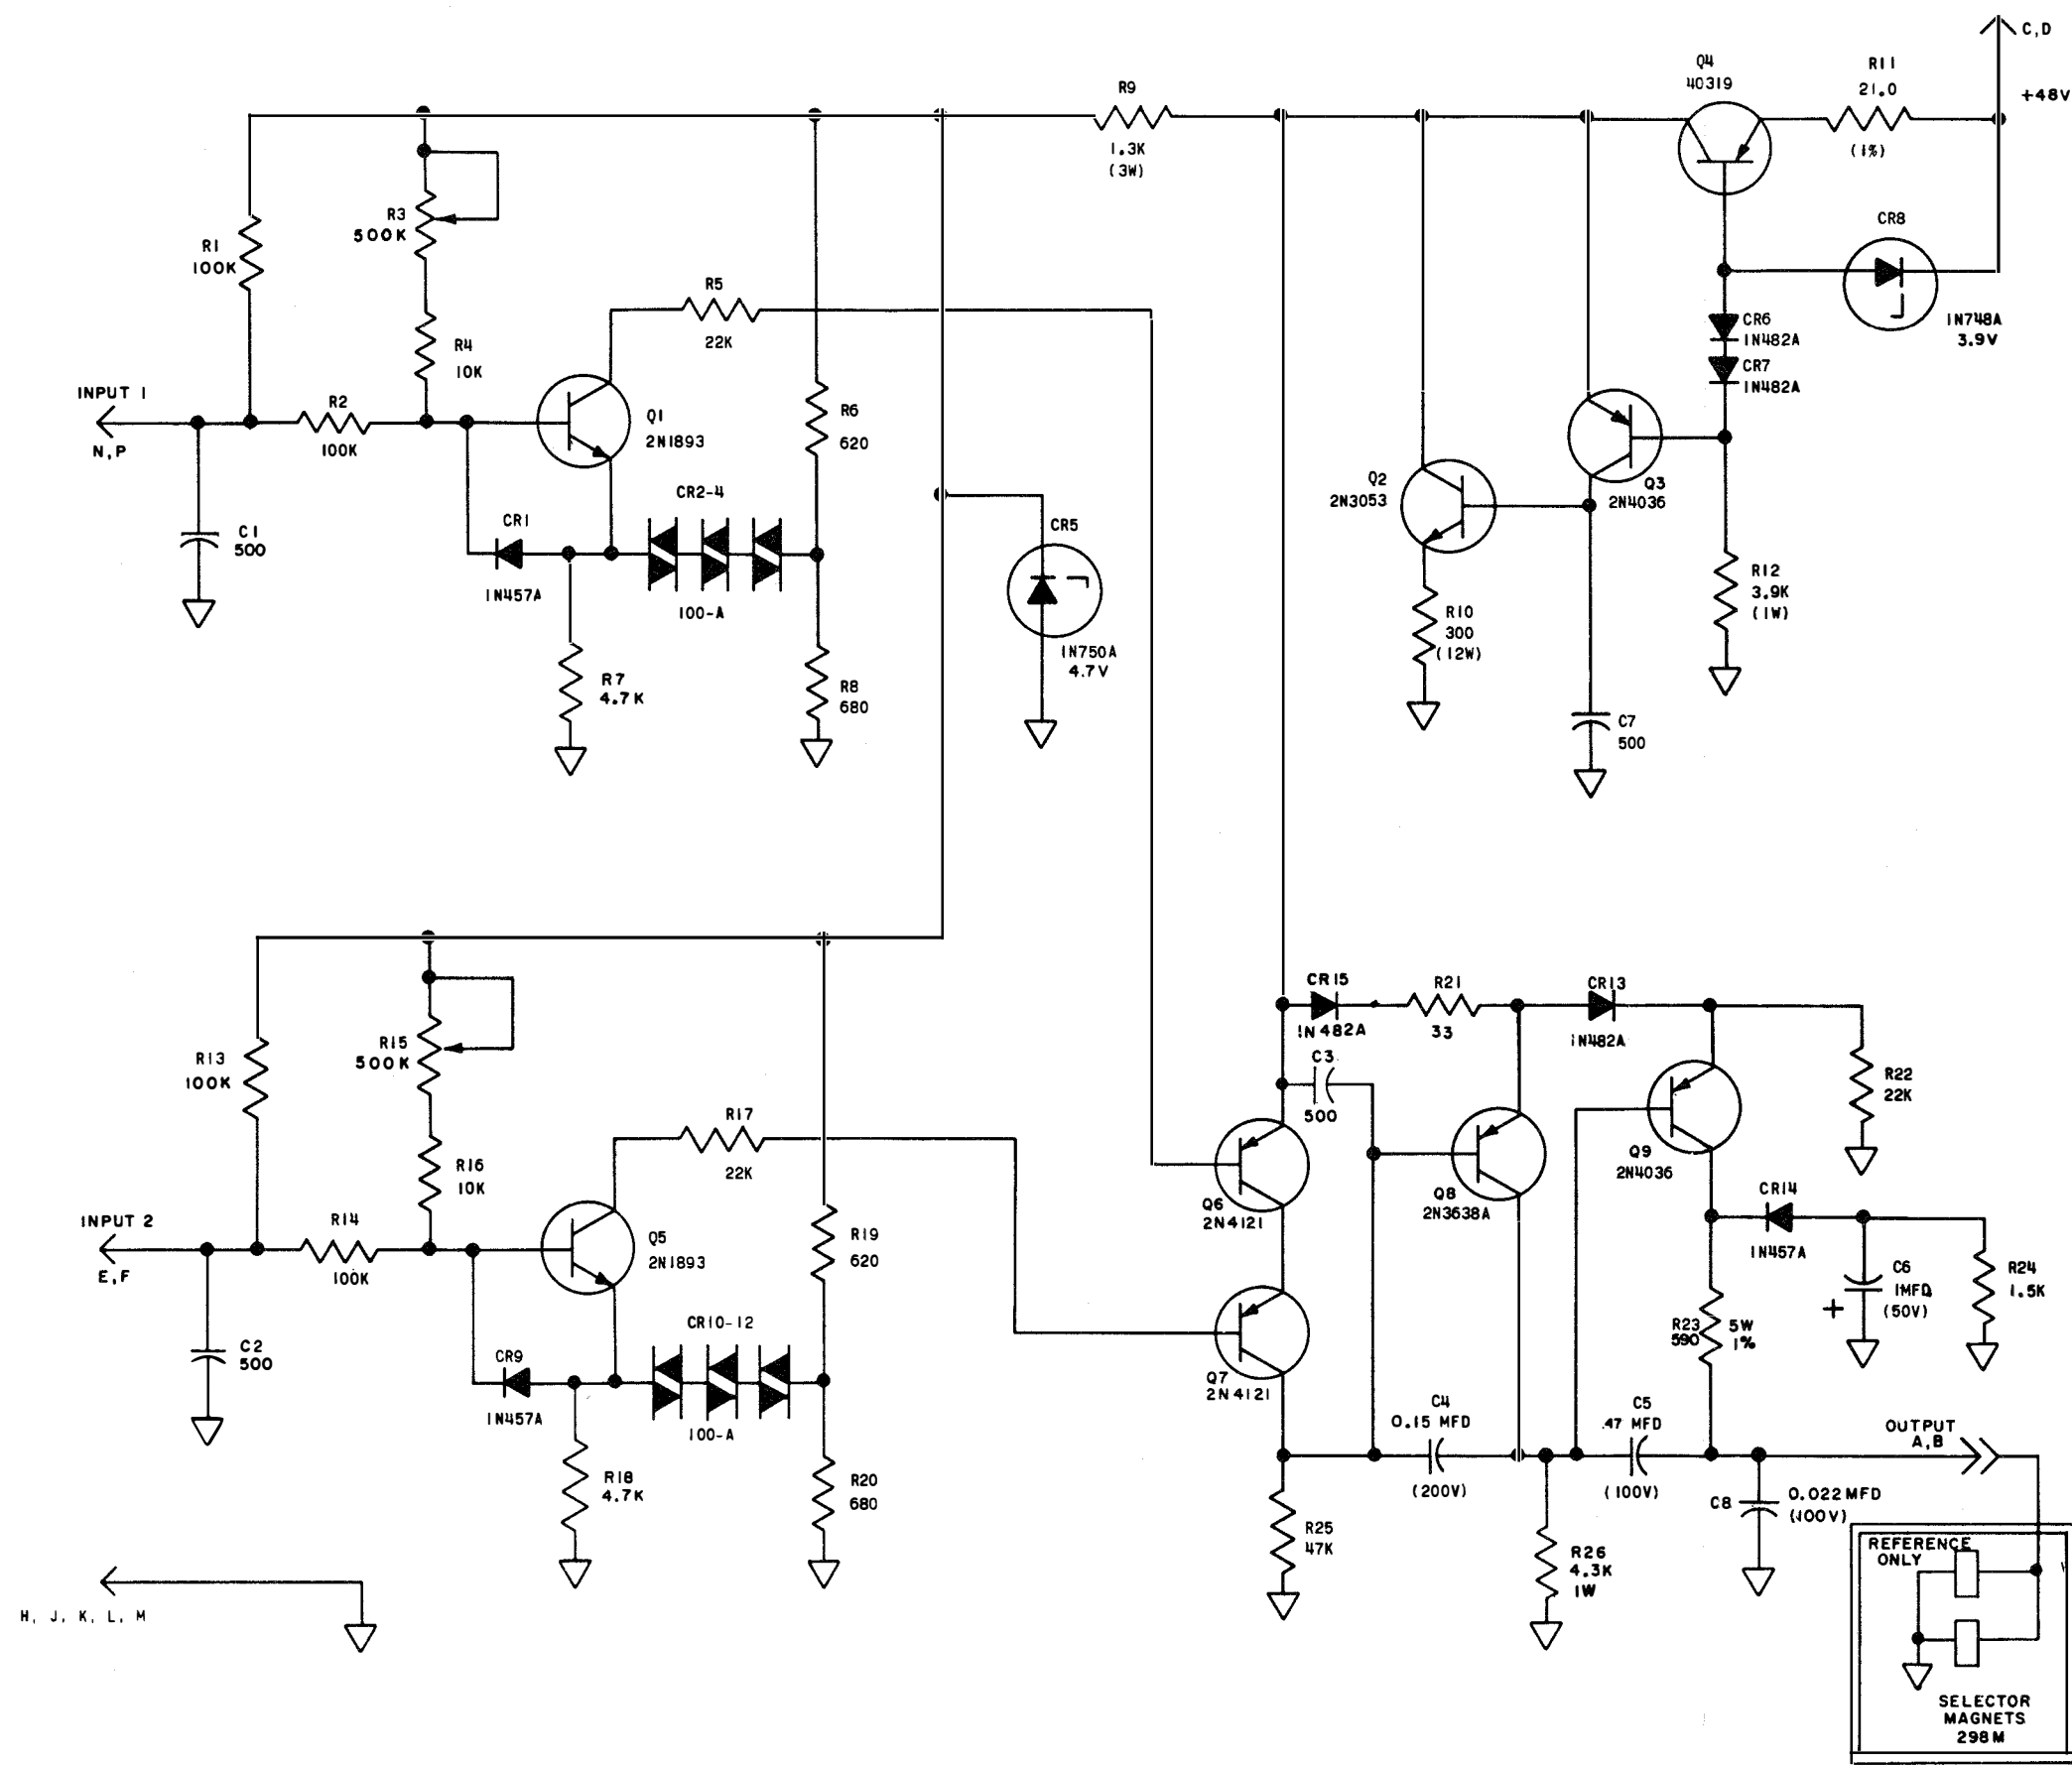 C,D
+48V
Q4
40319
R11
21.0
(1%)
R9
1.3K
(3W)
R3
500K
R1
100K
CR8
1N748A
3.9V
R5
22K
CR6
1N482A
CR7
1N482A
R4
10K
INPUT 1
N,P
R2
100K
Q1
2N1893
R6
620
Q2
2N3053
Q3
2N4036
CR2-4
100-A
CR1
1N457A
C1
500
CR5
1N750A
4.7V
R12
3.9K
(1W)
R10
300
(12W)
R7
4.7K
R8
680
C7
500
CR15
1N482A
R21
33
CR13
1N482A
R15
500K
R13
100K
C3
500
R22
22K
R17
22K
R16
10K
Q9
2N4036
Q6
2N4121
Q8
2N3638A
CR14
1N457A
INPUT 2
E,F
R14
100K
Q5
2N1893
R19
620
C6
1MFD
(50V)
+
R24
1.5K
CR10-12
100-A
CR9
1N457A
C2
500
R23
590
5W
1%
Q7
2N4121
C4
0.15 MFD
(200V)
C5
.47 MFD
(100V)
OUTPUT
A,B
R18
4.7K
R20
680
C8
0.022MFD
(100V)
R25
47K
R26
4.3K
1W
REFERENCE
ONLY
H, J, K, L, M
SELECTOR
MAGNETS
298M